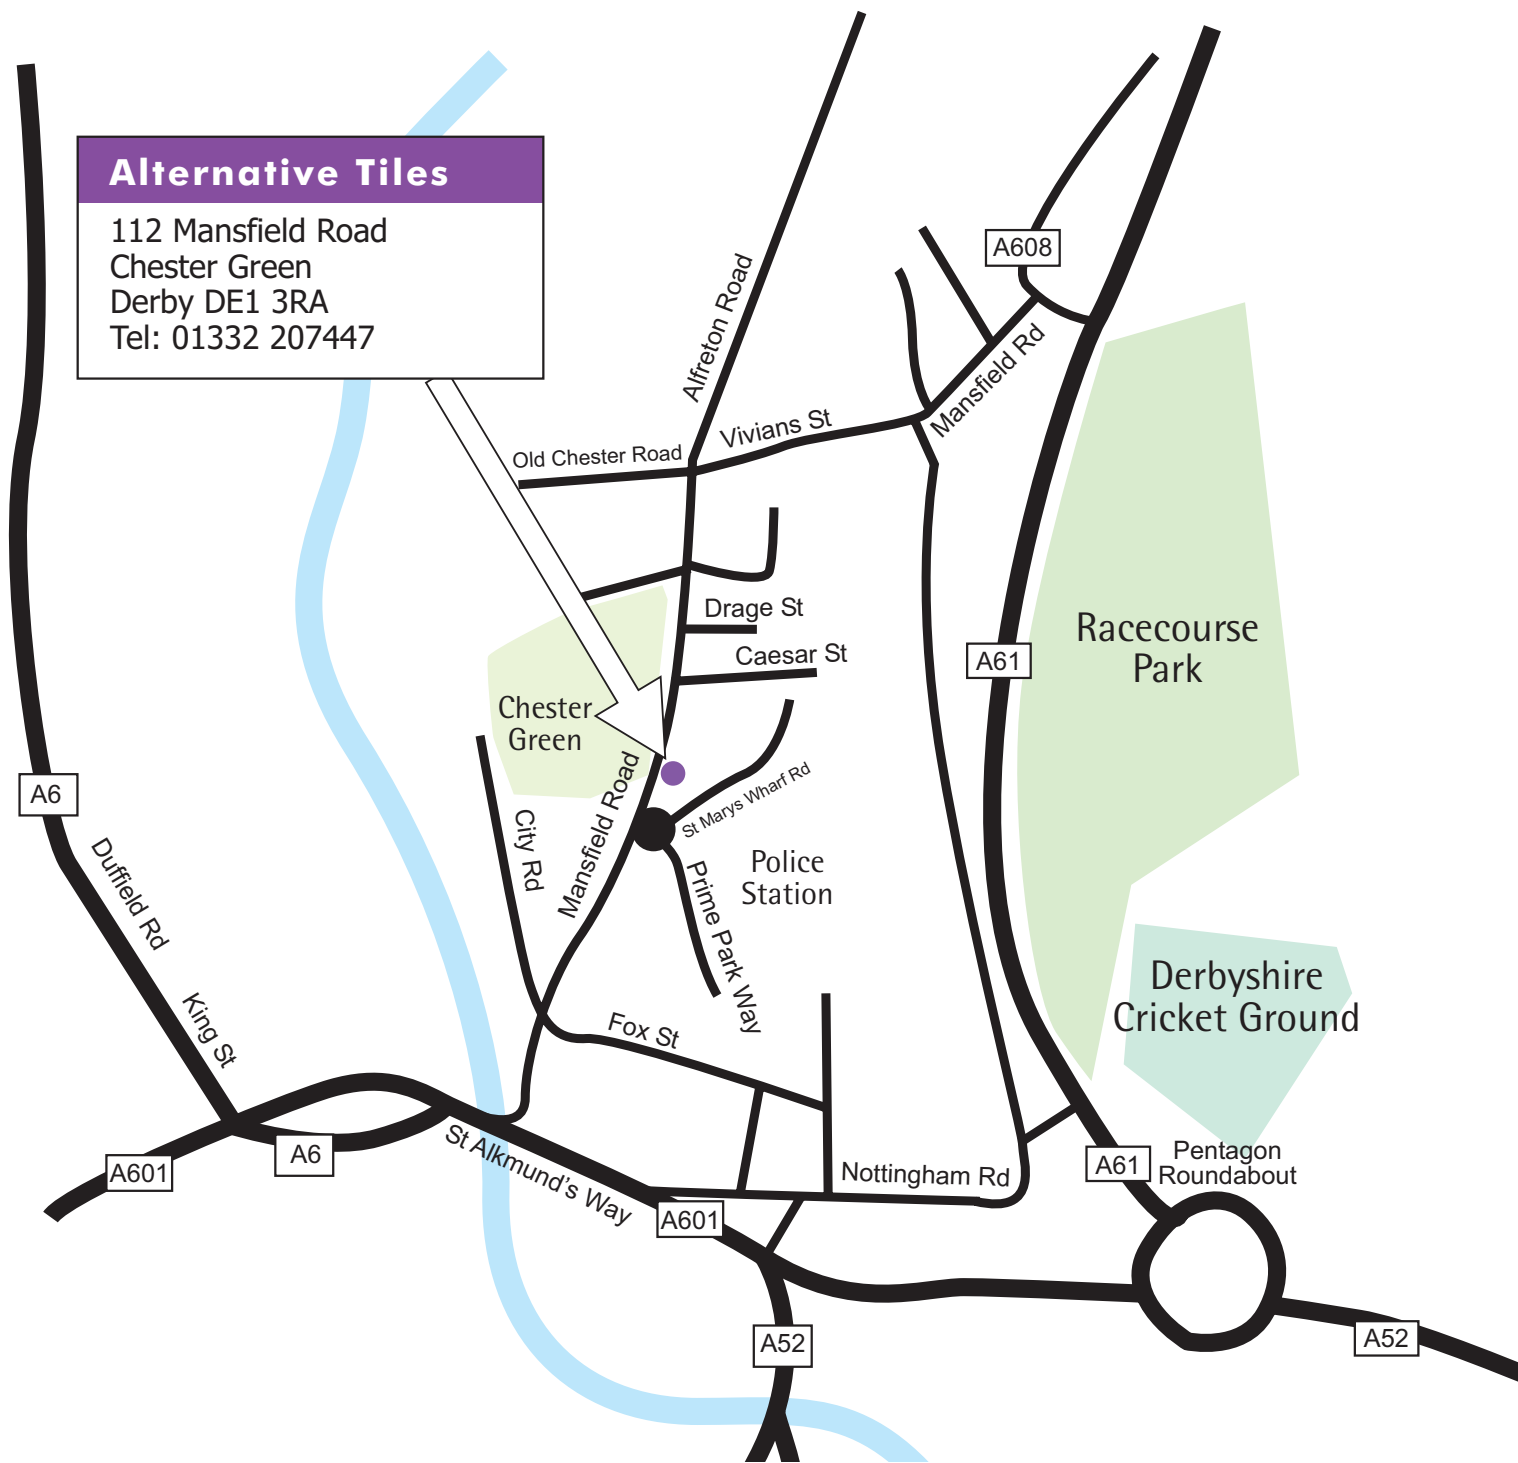 Alternative Tiles
112 Mansfield Road
Chester Green
Derby DE1 3RA
Tel: 01332 207447
A608
Alfreton Road
Mansfield Rd
Vivians St
Old Chester Road
Drage St
Caesar St
Racecourse
Park
A61
Chester
Green
A6
Mansfield Road
St Marys Wharf Rd
City Rd
Duffield Rd
Police
Station
Prime Park Way
Derbyshire
Cricket Ground
King St
Fox St
A6
A601
St Alkmund's Way
Nottingham Rd
A61
Pentagon
Roundabout
A601
A52
A52